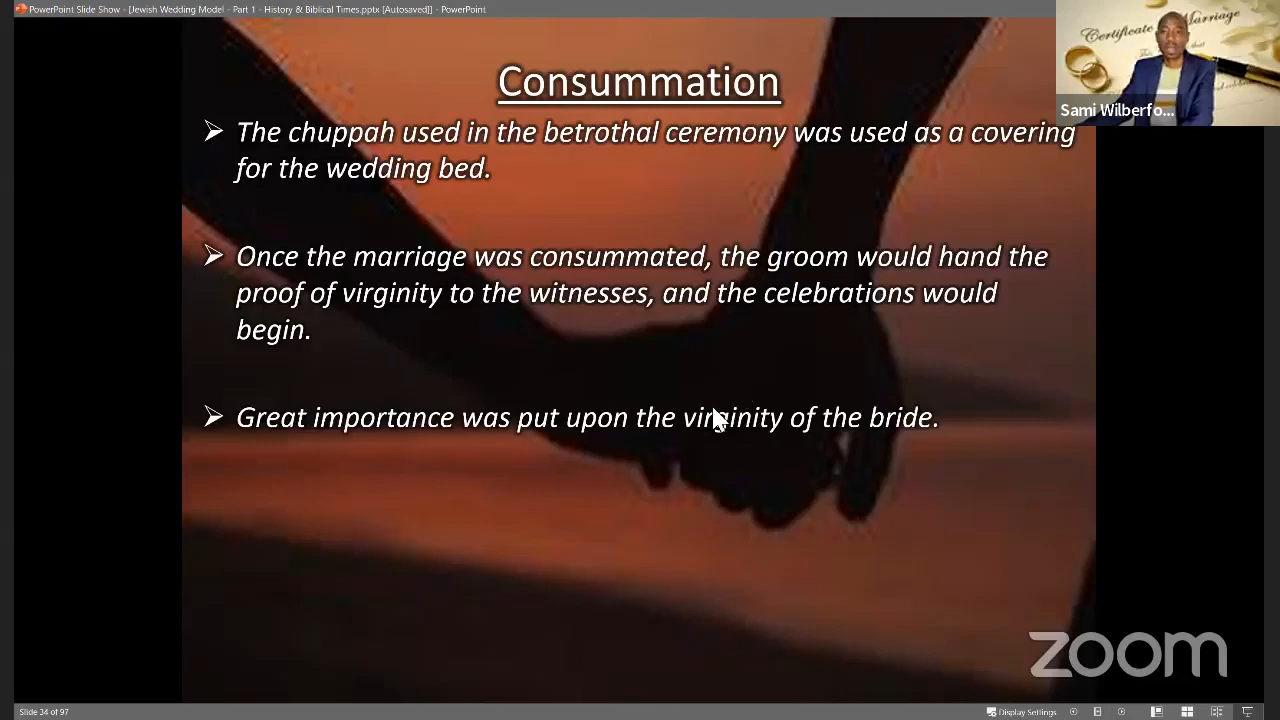 PowerPoint Slide Show - [Jewish Wedding Model - Part 1 - History & Biblical Times.pptx [Autosaved]] - PowerPoint
Certificate Marriage
Sami Wilberfo...
Consummation
➢ The chuppah used in the betrothal ceremony was used as a covering
for the wedding bed.
➢ Once the marriage was consummated, the groom would hand the
proof of virginity to the witnesses, and the celebrations would
begin.
➢ Great importance was put upon the virginity of the bride.
zoom
Slide 34 of 97
Display Settings